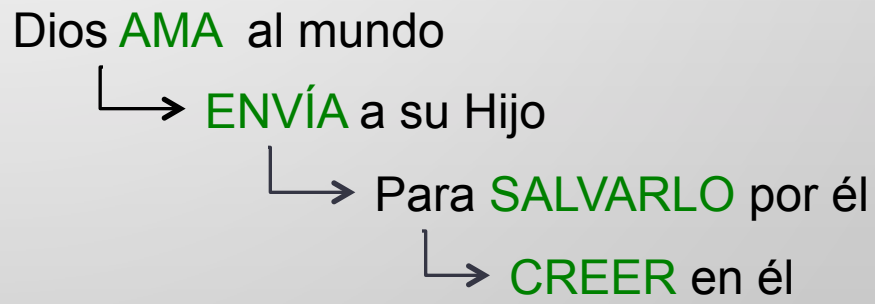 Dios AMA al mundo
ENVÍA a su Hijo
Para SALVARLO por él
CREER en él